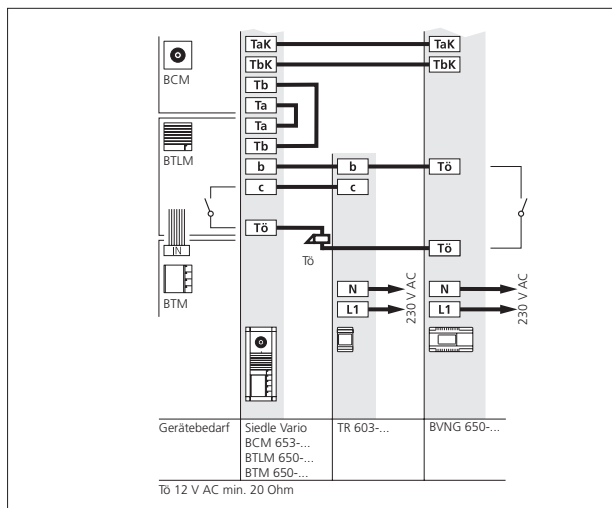 TaK TaK
BCM
TbK TbK
Tb
Ta
BTLM
Ta
Tb
b b Tö
c c
Tö Tö
Tö
IN
BTM
N N
L1 L1
230 V AC 230 V AC
Gerätebedarf Siedle Vario TR 603-... BVNG 650-...
BCM 653-...
BTLM 650-...
BTM 650-...
Tö 12 V AC min. 20 Ohm